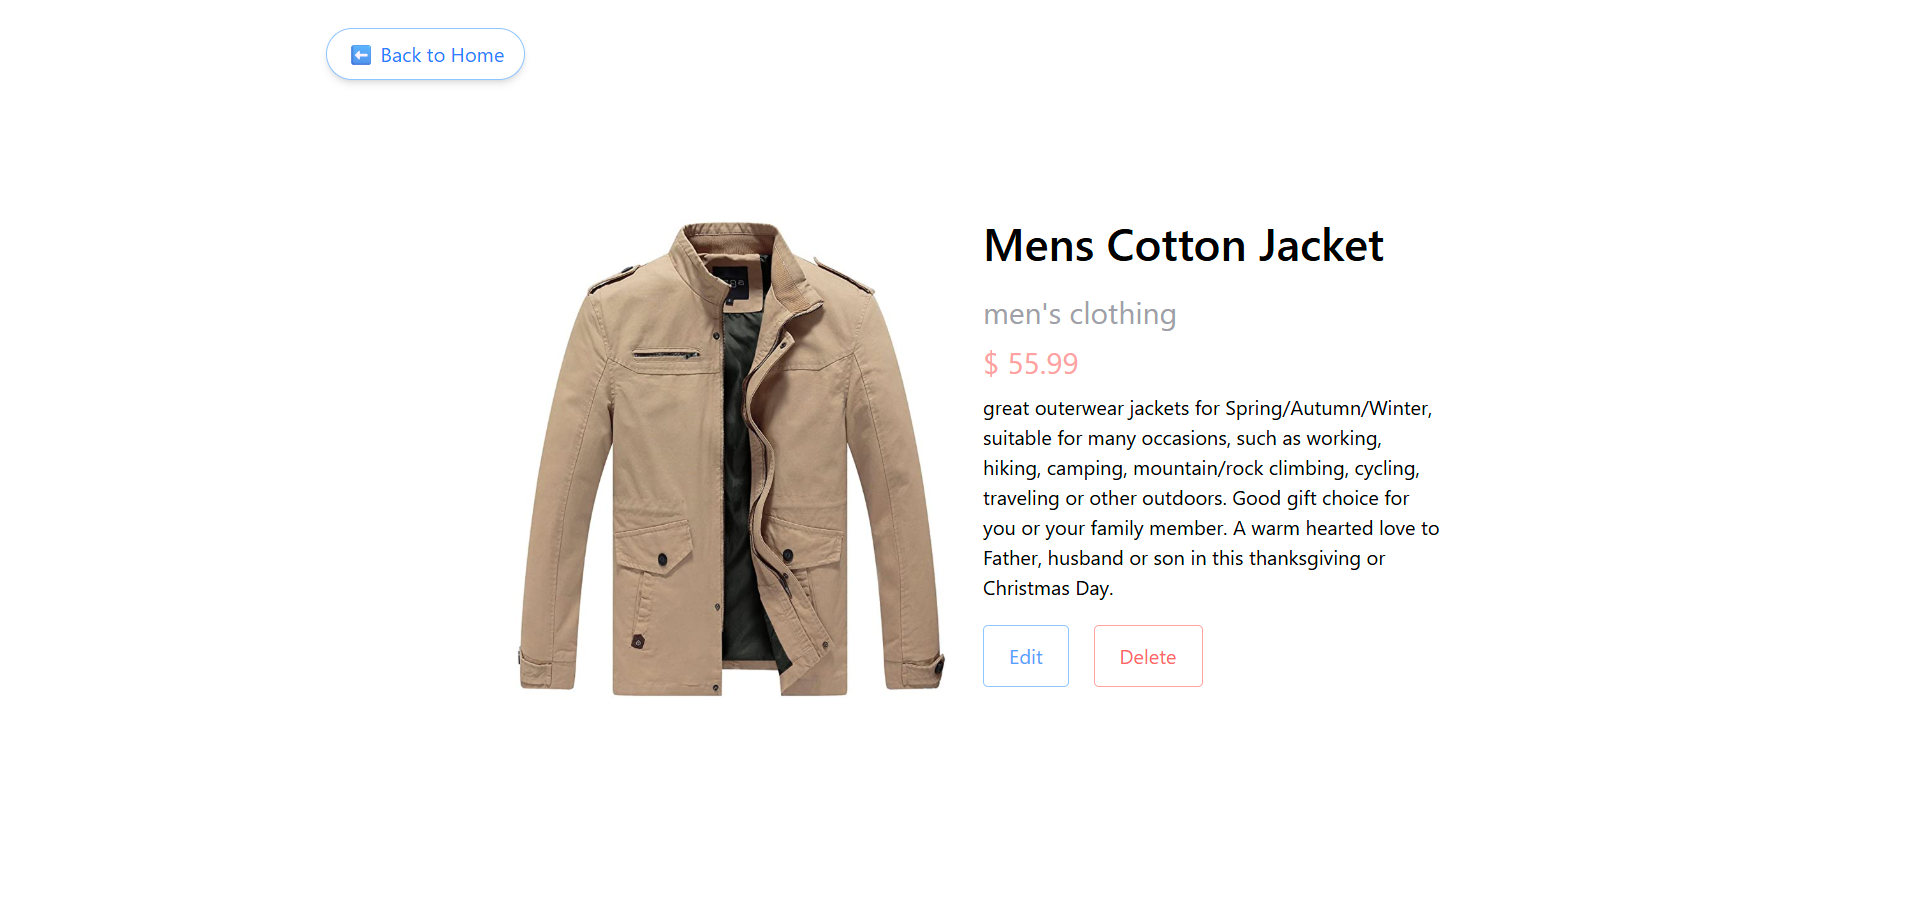 ⬅️ Back to Home
Mens Cotton Jacket
men's clothing
$ 55.99
great outerwear jackets for Spring/Autumn/Winter,
suitable for many occasions, such as working,
hiking, camping, mountain/rock climbing, cycling,
traveling or other outdoors. Good gift choice for
you or your family member. A warm hearted love to
Father, husband or son in this thanksgiving or
Christmas Day.
Edit
Delete